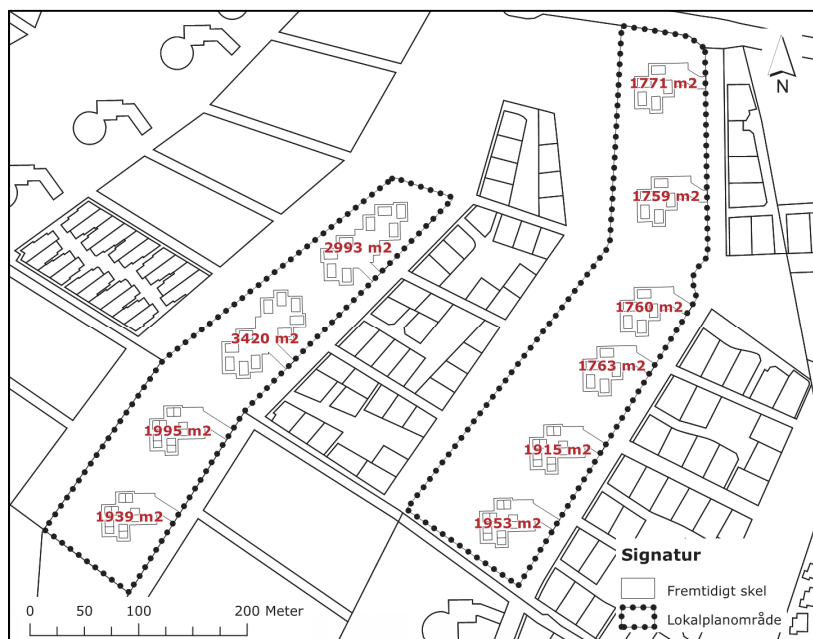 1771 m2
N
1759 m2
2993 m2
1760 m2
3420 m2
1763 m2
1995 m2
1915 m2
1939 m2
1953 m2
Signatur
Fremtidigt skel
Lokalplanområde
0 50 100 200 Meter